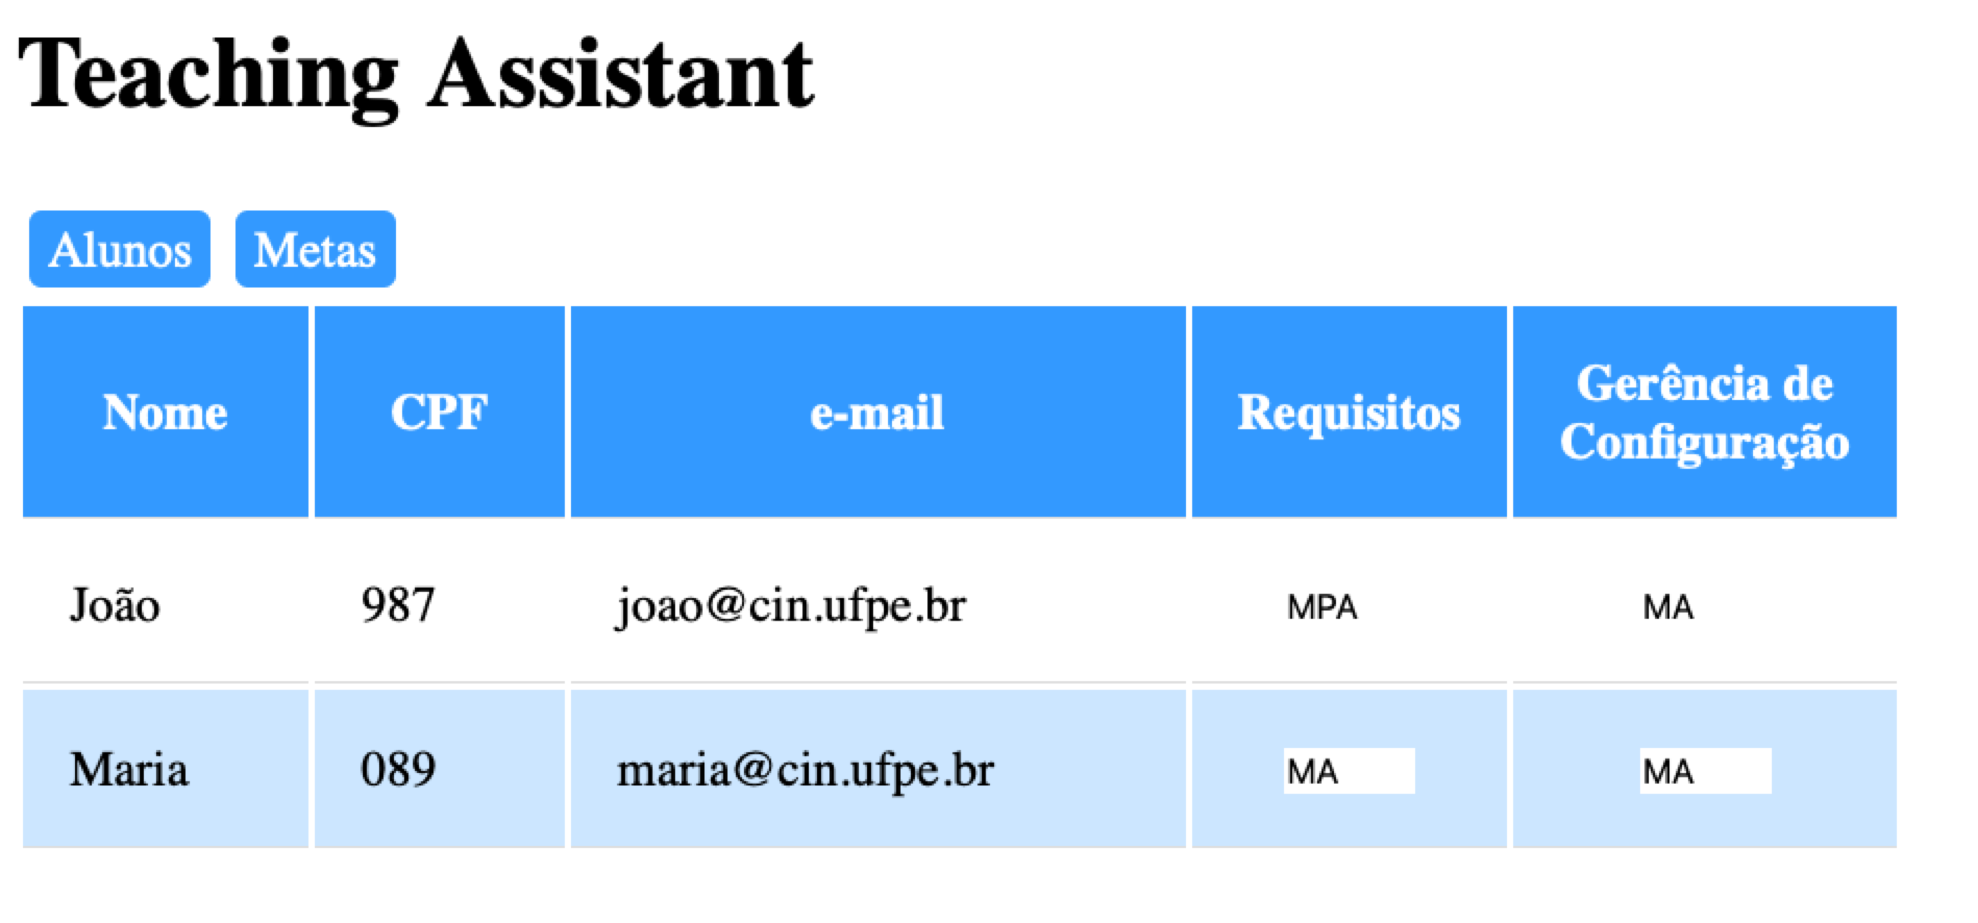 Teaching Assistant
Alunos Metas
Nome CPF e-mail Requisitos Gerência de
Configuração
João 987 joao@cin.ufpe.br MPA MA
Maria 089 maria@cin.ufpe.br MA MA